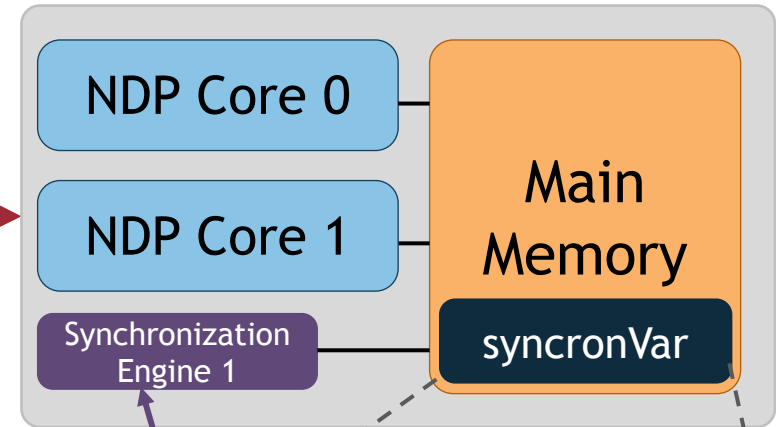 NDP Core 0
NDP Core 1
Main
Memory
Synchronization
Engine 1
syncronVar